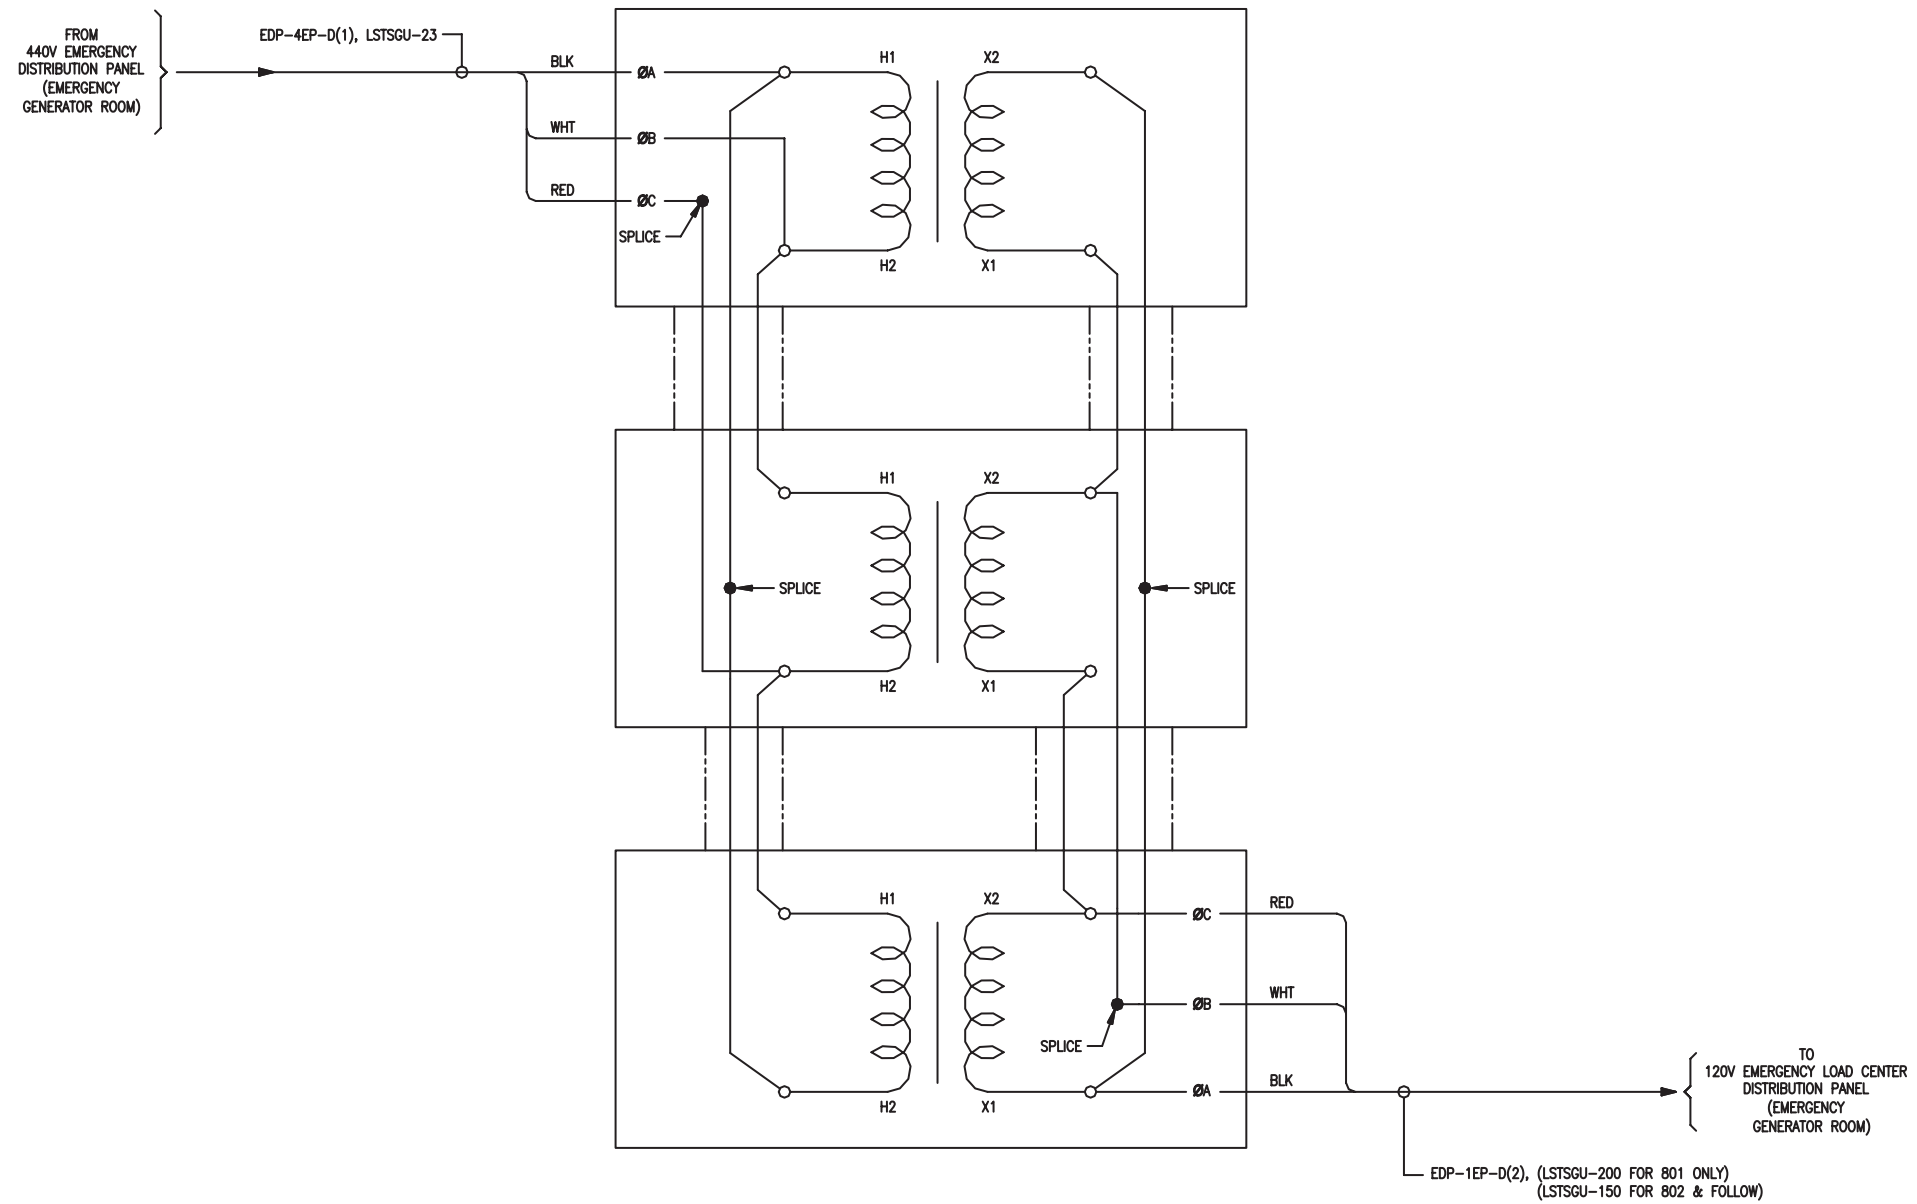 FROM
440V EMERGENCY
DISTRIBUTION PANEL
(EMERGENCY
GENERATOR ROOM)
EDP-4EP-D(1), LSTSGU-23
BLK
ØA
WHT
ØB
RED
ØC
SPLICE
H1
X2
H2
X1
H1
X2
SPLICE
SPLICE
H2
X1
H1
X2
ØC
RED
ØB
WHT
SPLICE
ØA
BLK
H2
X1
TO
120V EMERGENCY LOAD CENTER
DISTRIBUTION PANEL
(EMERGENCY
GENERATOR ROOM)
EDP-1EP-D(2), (LSTSGU-200 FOR 801 ONLY)
(LSTSGU-150 FOR 802 & FOLLOW)